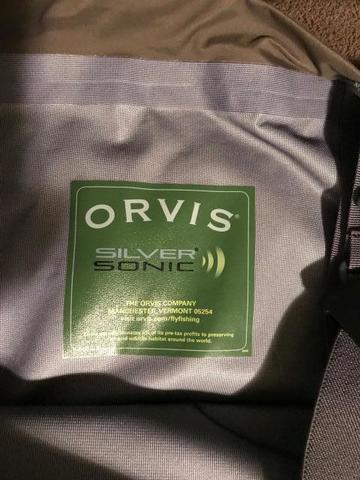 ORVIS®
SILVER®
SONIC
THE ORVIS COMPANY
MANCHESTER, VERMONT 05254
visit orvis.com/flyfishing
of its pre-tax profits to preserving
and wildlife habitat around the world.